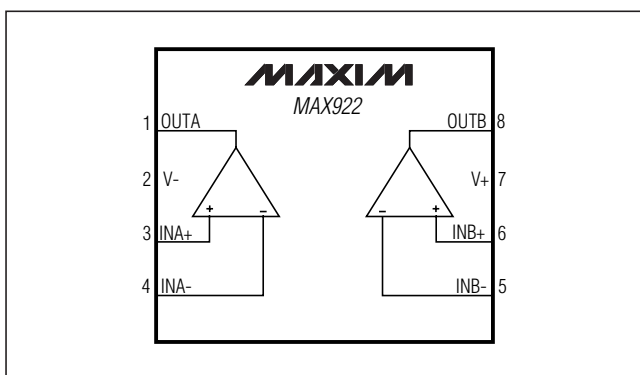 MAXIM
MAX922
1 OUTA
OUTB 8
2 V-
V+ 7
+ -
- +
3 INA+
INB+ 6
4 INA-
INB- 5